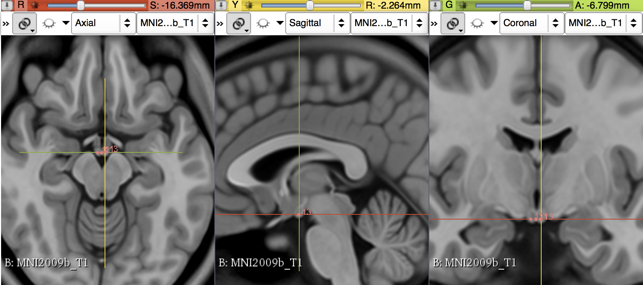 R S: -16.369mm
» Axial MNI2...b_T1
B: MNI2009b_T1
Y R: -2.264mm
» Sagittal MNI2...b_T1
B: MNI2009b_T1
G A: -6.799mm
» Coronal MNI2...b_T1
B: MNI2009b_T1